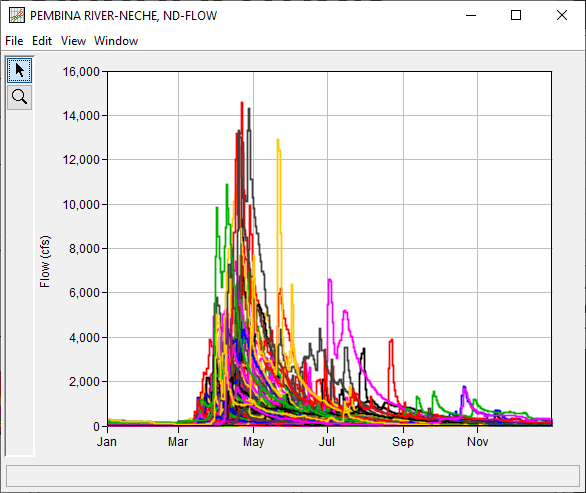 PEMBINA RIVER-NECHE, ND-FLOW
File Edit View Window
16,000
14,000
12,000
10,000
8,000
6,000
4,000
2,000
0
Flow (cfs)
Jan Mar May Jul Sep Nov